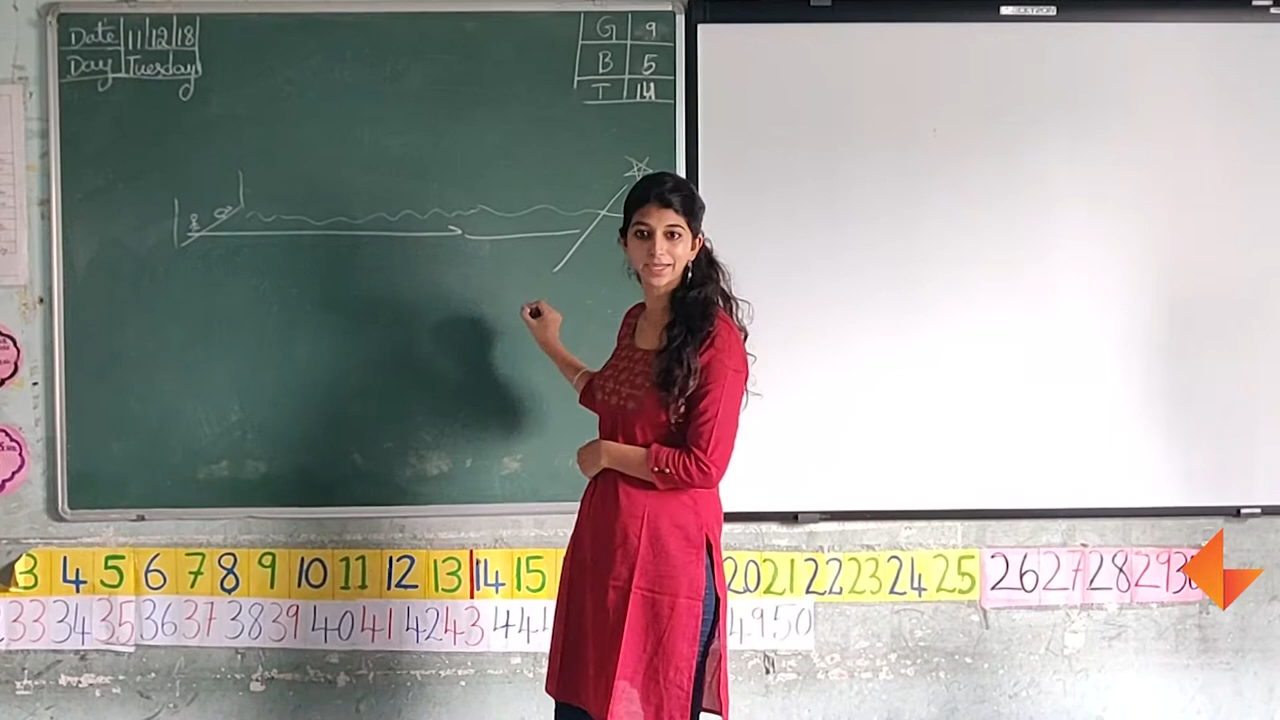 Date 11/12/18
Day Tuesday
G 9
B 5
T 14
3 4 5 6 7 8 9 10 11 12 13 14 15 20 21 22 23 24 25 26 27 28 29 30
33 34 35 36 37 38 39 40 41 42 43 44 49 50